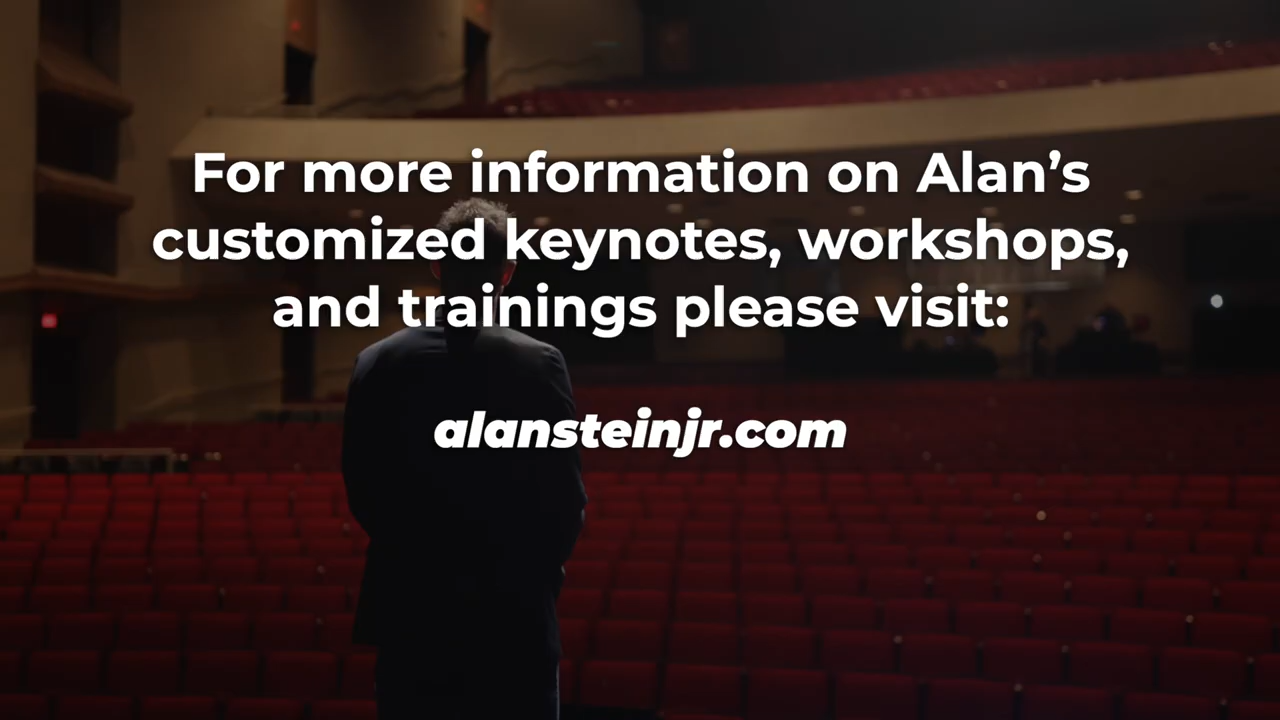 For more information on Alan’s
customized keynotes, workshops,
and trainings please visit:
alansteinjr.com